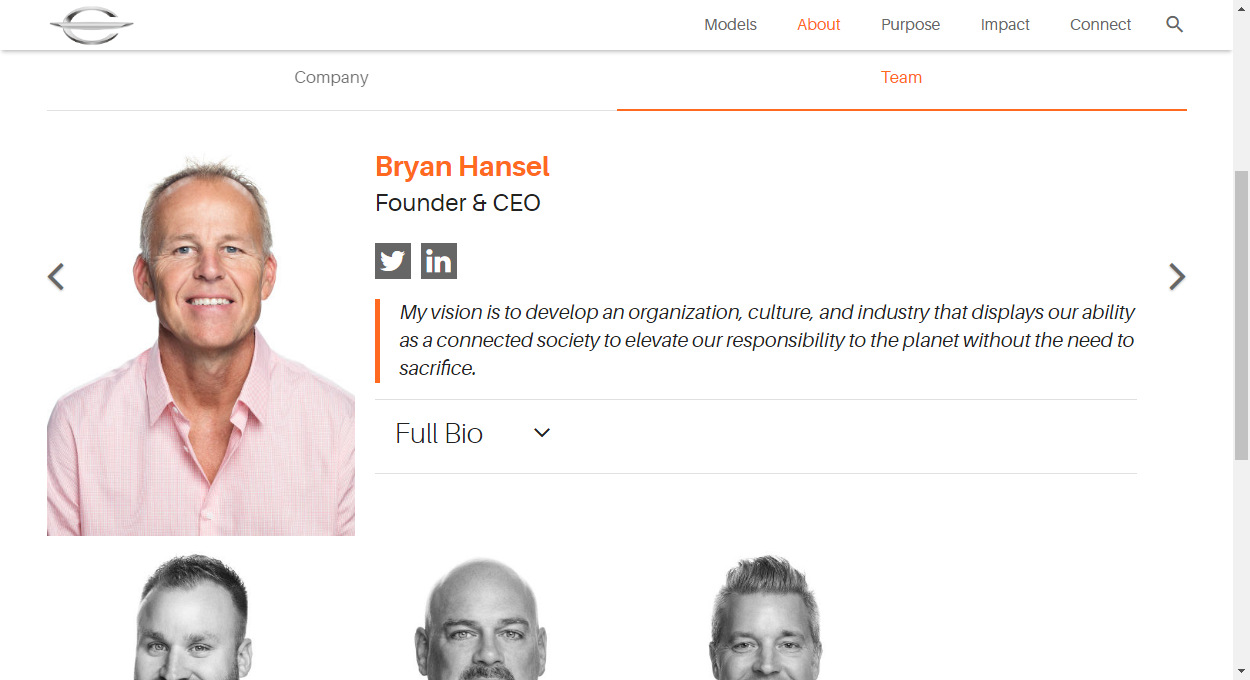 Models About Purpose Impact Connect
Company Team
Bryan Hansel
Founder & CEO
in
My vision is to develop an organization, culture, and industry that displays our ability
as a connected society to elevate our responsibility to the planet without the need to
sacrifice.
Full Bio